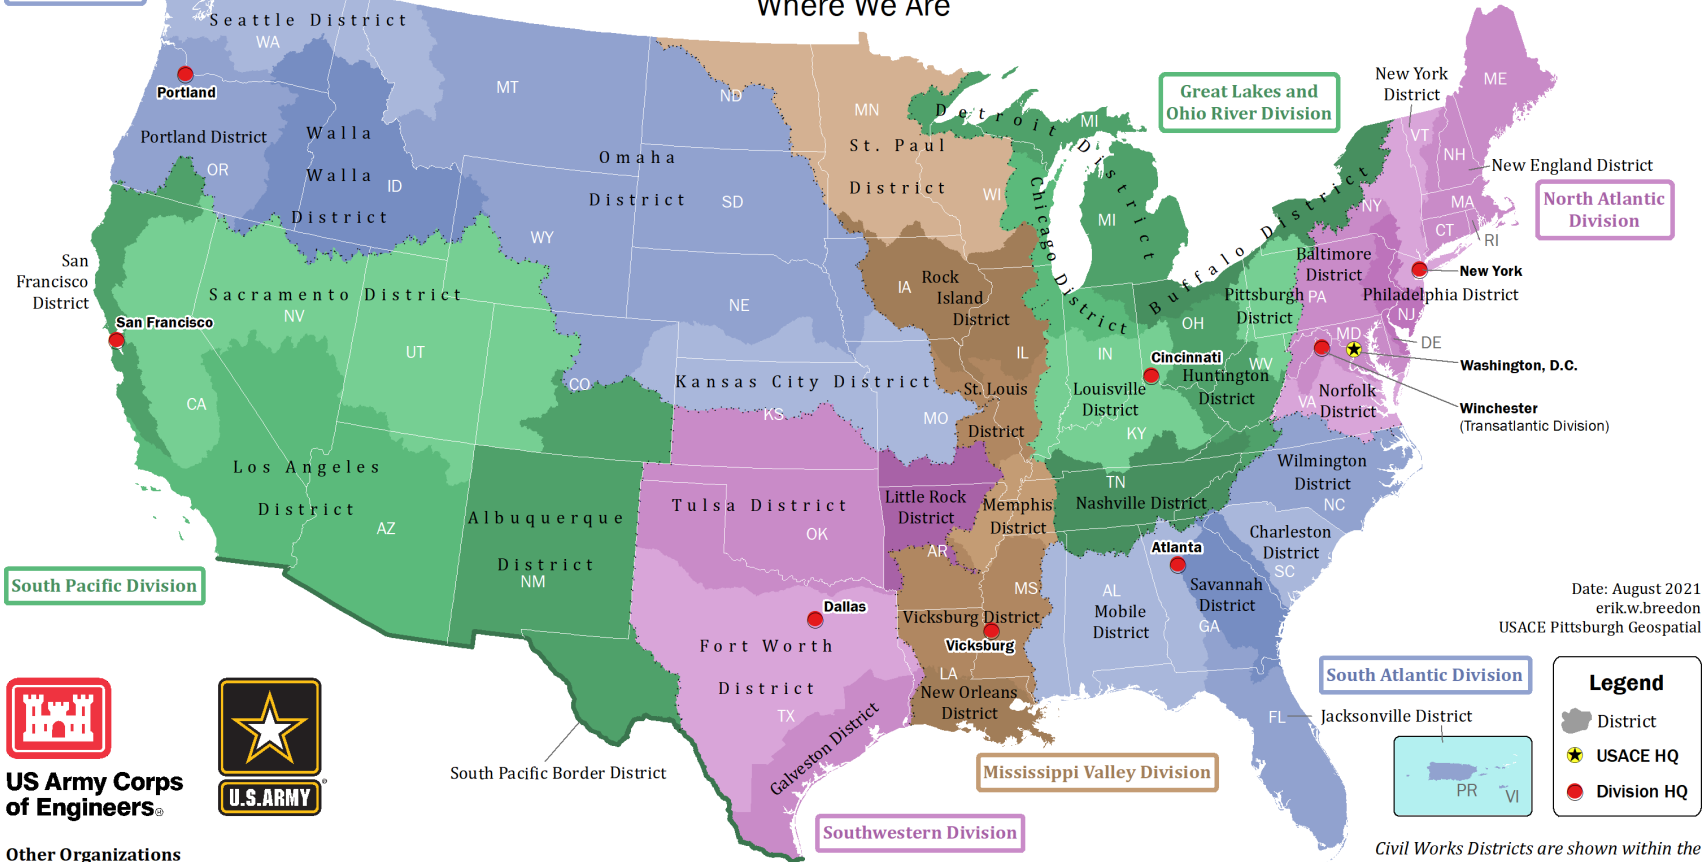 Where We Are
Seattle District
WA
Portland
Portland District
OR
Walla
Walla
District
ID
MT
ND
Omaha
District
SD
WY
NE
CO
MN
St. Paul
District
WI
Detroit District
MI
MI
Great Lakes and
Ohio River Division
New York
District
ME
VT
NH
New England District
MA
NY
CT
RI
North Atlantic
Division
New York
Baltimore
District
PA
Philadelphia District
NJ
MD
DE
Washington, D.C.
Norfolk
District
VA
Winchester
(Transatlantic Division)
Buffalo District
Pittsburgh
District
Chicago District
OH
IN
Cincinnati
WV
Huntington
District
Louisville
District
KY
San
Francisco
District
San Francisco
Sacramento District
NV
UT
CA
Los Angeles
District
AZ
Albuquerque
District
NM
South Pacific Division
South Pacific Border District
IA
Rock
Island
District
IL
Kansas City District
KS
MO
St. Louis
District
Tulsa District
OK
Little Rock
District
AR
Memphis
District
TN
Nashville District
Wilmington
District
NC
Charleston
District
SC
Atlanta
Savannah
District
GA
AL
Mobile
District
MS
Vicksburg District
Vicksburg
LA
New Orleans
District
Dallas
Fort Worth
District
TX
Galveston District
Mississippi Valley Division
Southwestern Division
South Atlantic Division
FL
Jacksonville District
PR
VI
Date: August 2021
erik.w.breedon
USACE Pittsburgh Geospatial
Legend
District
USACE HQ
Division HQ
US Army Corps
of Engineers®
U.S.ARMY
®
Other Organizations
Civil Works Districts are shown within the